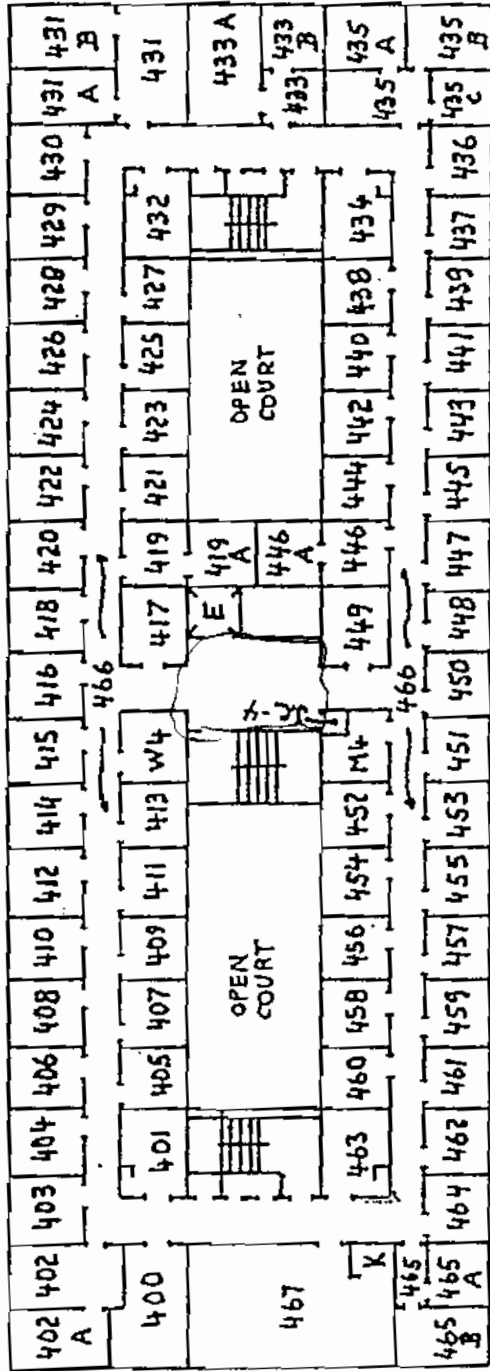 402 403 404 406 408 410 412 414 415 416 418 420 422 424 426 428 429 430 431 431
A A B
466
400 401 405 407 409 411 413 W4 417 419 421 423 425 427 432 431
E 419 433 A
A
467 OPEN OPEN
COURT COURT
446 433 433
A B
K 463 460 458 456 454 452 M4 449 446 444 442 440 438 434 435 435
A
465 466
465 465 464 462 461 459 457 455 453 451 450 448 447 445 443 441 439 437 436 435 435
B A C B